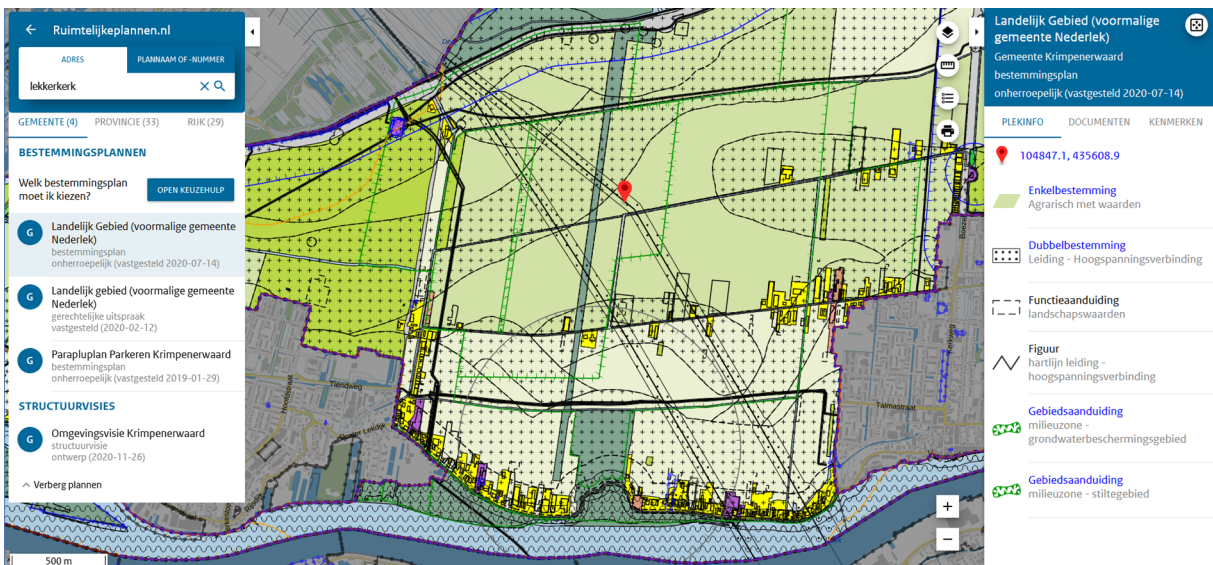 Ruimtelijkeplannen.nl
ADRES
PLANNAAM OF -NUMMER
lekkerkerk
GEMEENTE (4)
PROVINCIE (33)
RIJK (29)
BESTEMMINGSPLANNEN
Welk bestemmingsplan
moet ik kiezen?
OPEN KEUZEHULP
G
Landelijk Gebied (voormalige gemeente
Nederlek)
bestemmingsplan
onherroepelijk (vastgesteld 2020-07-14)
G
Landelijk gebied (voormalige gemeente
Nederlek)
gerechtelijke uitspraak
vastgesteld (2020-02-12)
G
Parapluplan Parkeren Krimpenerwaard
bestemmingsplan
onherroepelijk (vastgesteld 2019-01-29)
STRUCTUURVISIES
G
Omgevingsvisie Krimpenerwaard
structuurvisie
ontwerp (2020-11-26)
Verberg plannen
500 m
Hoofdstraat
Tiendweg
Talmastraat
Kerkweg
Boezem
+
−
Landelijk Gebied (voormalige
gemeente Nederlek)
Gemeente Krimpenerwaard
bestemmingsplan
onherroepelijk (vastgesteld 2020-07-14)
PLEKINFO
DOCUMENTEN
KENMERKEN
104847.1, 435608.9
Enkelbestemming
Agrarisch met waarden
Dubbelbestemming
Leiding - Hoogspanningsverbinding
Functieaanduiding
landschapswaarden
Figuur
hartlijn leiding -
hoogspanningsverbinding
Gebiedsaanduiding
milieuzone -
grondwaterbeschermingsgebied
Gebiedsaanduiding
milieuzone - stiltegebied